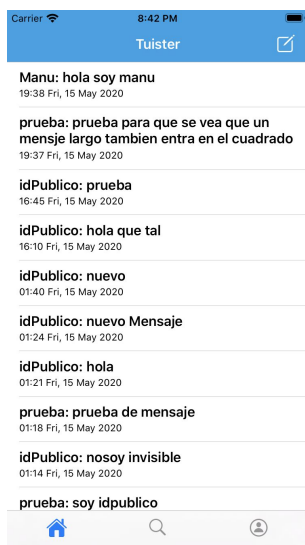 Carrier 8:42 PM
Tuister
Manu: hola soy manu
19:38 Fri, 15 May 2020
prueba: prueba para que se vea que un
mensje largo tambien entra en el cuadrado
19:37 Fri, 15 May 2020
idPublico: prueba
16:45 Fri, 15 May 2020
idPublico: hola que tal
16:10 Fri, 15 May 2020
idPublico: nuevo
01:40 Fri, 15 May 2020
idPublico: nuevo Mensaje
01:24 Fri, 15 May 2020
idPublico: hola
01:21 Fri, 15 May 2020
prueba: prueba de mensaje
01:18 Fri, 15 May 2020
idPublico: nosoy invisible
01:14 Fri, 15 May 2020
prueba: soy idpublico